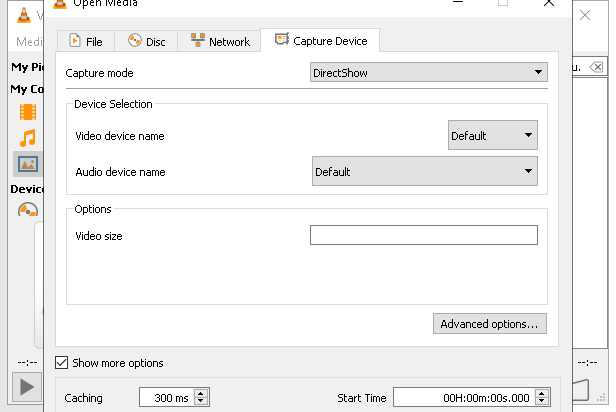 Open Media
Medi
File
Disc
Network
Capture Device
My Pi
My Co
Device
u.
Capture mode
DirectShow
Device Selection
Video device name
Default
Audio device name
Default
Options
Video size
Advanced options...
--:--
--:--
Show more options
Caching
300 ms
Start Time
00H:00m:00s.000